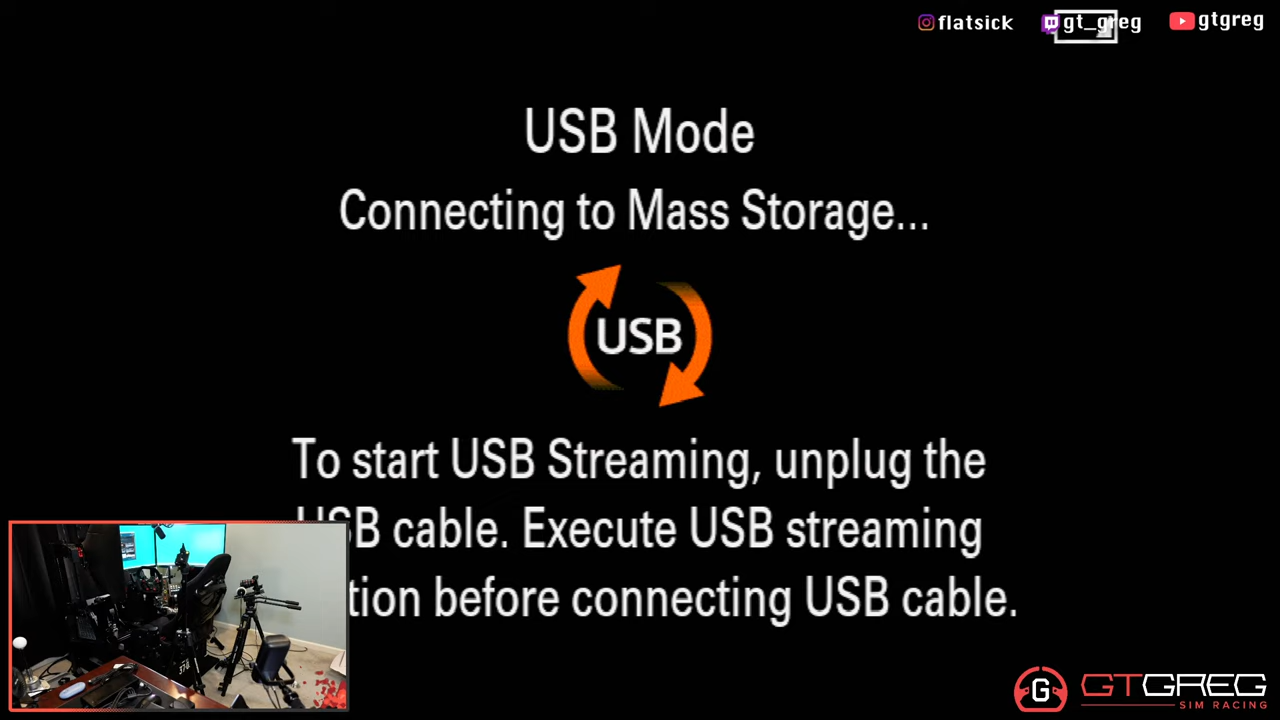 flatsick gt_greg gtgreg
USB Mode
Connecting to Mass Storage...
USB
To start USB Streaming, unplug the
USB cable. Execute USB streaming
before connecting USB cable.
G GTGREG
SIM RACING